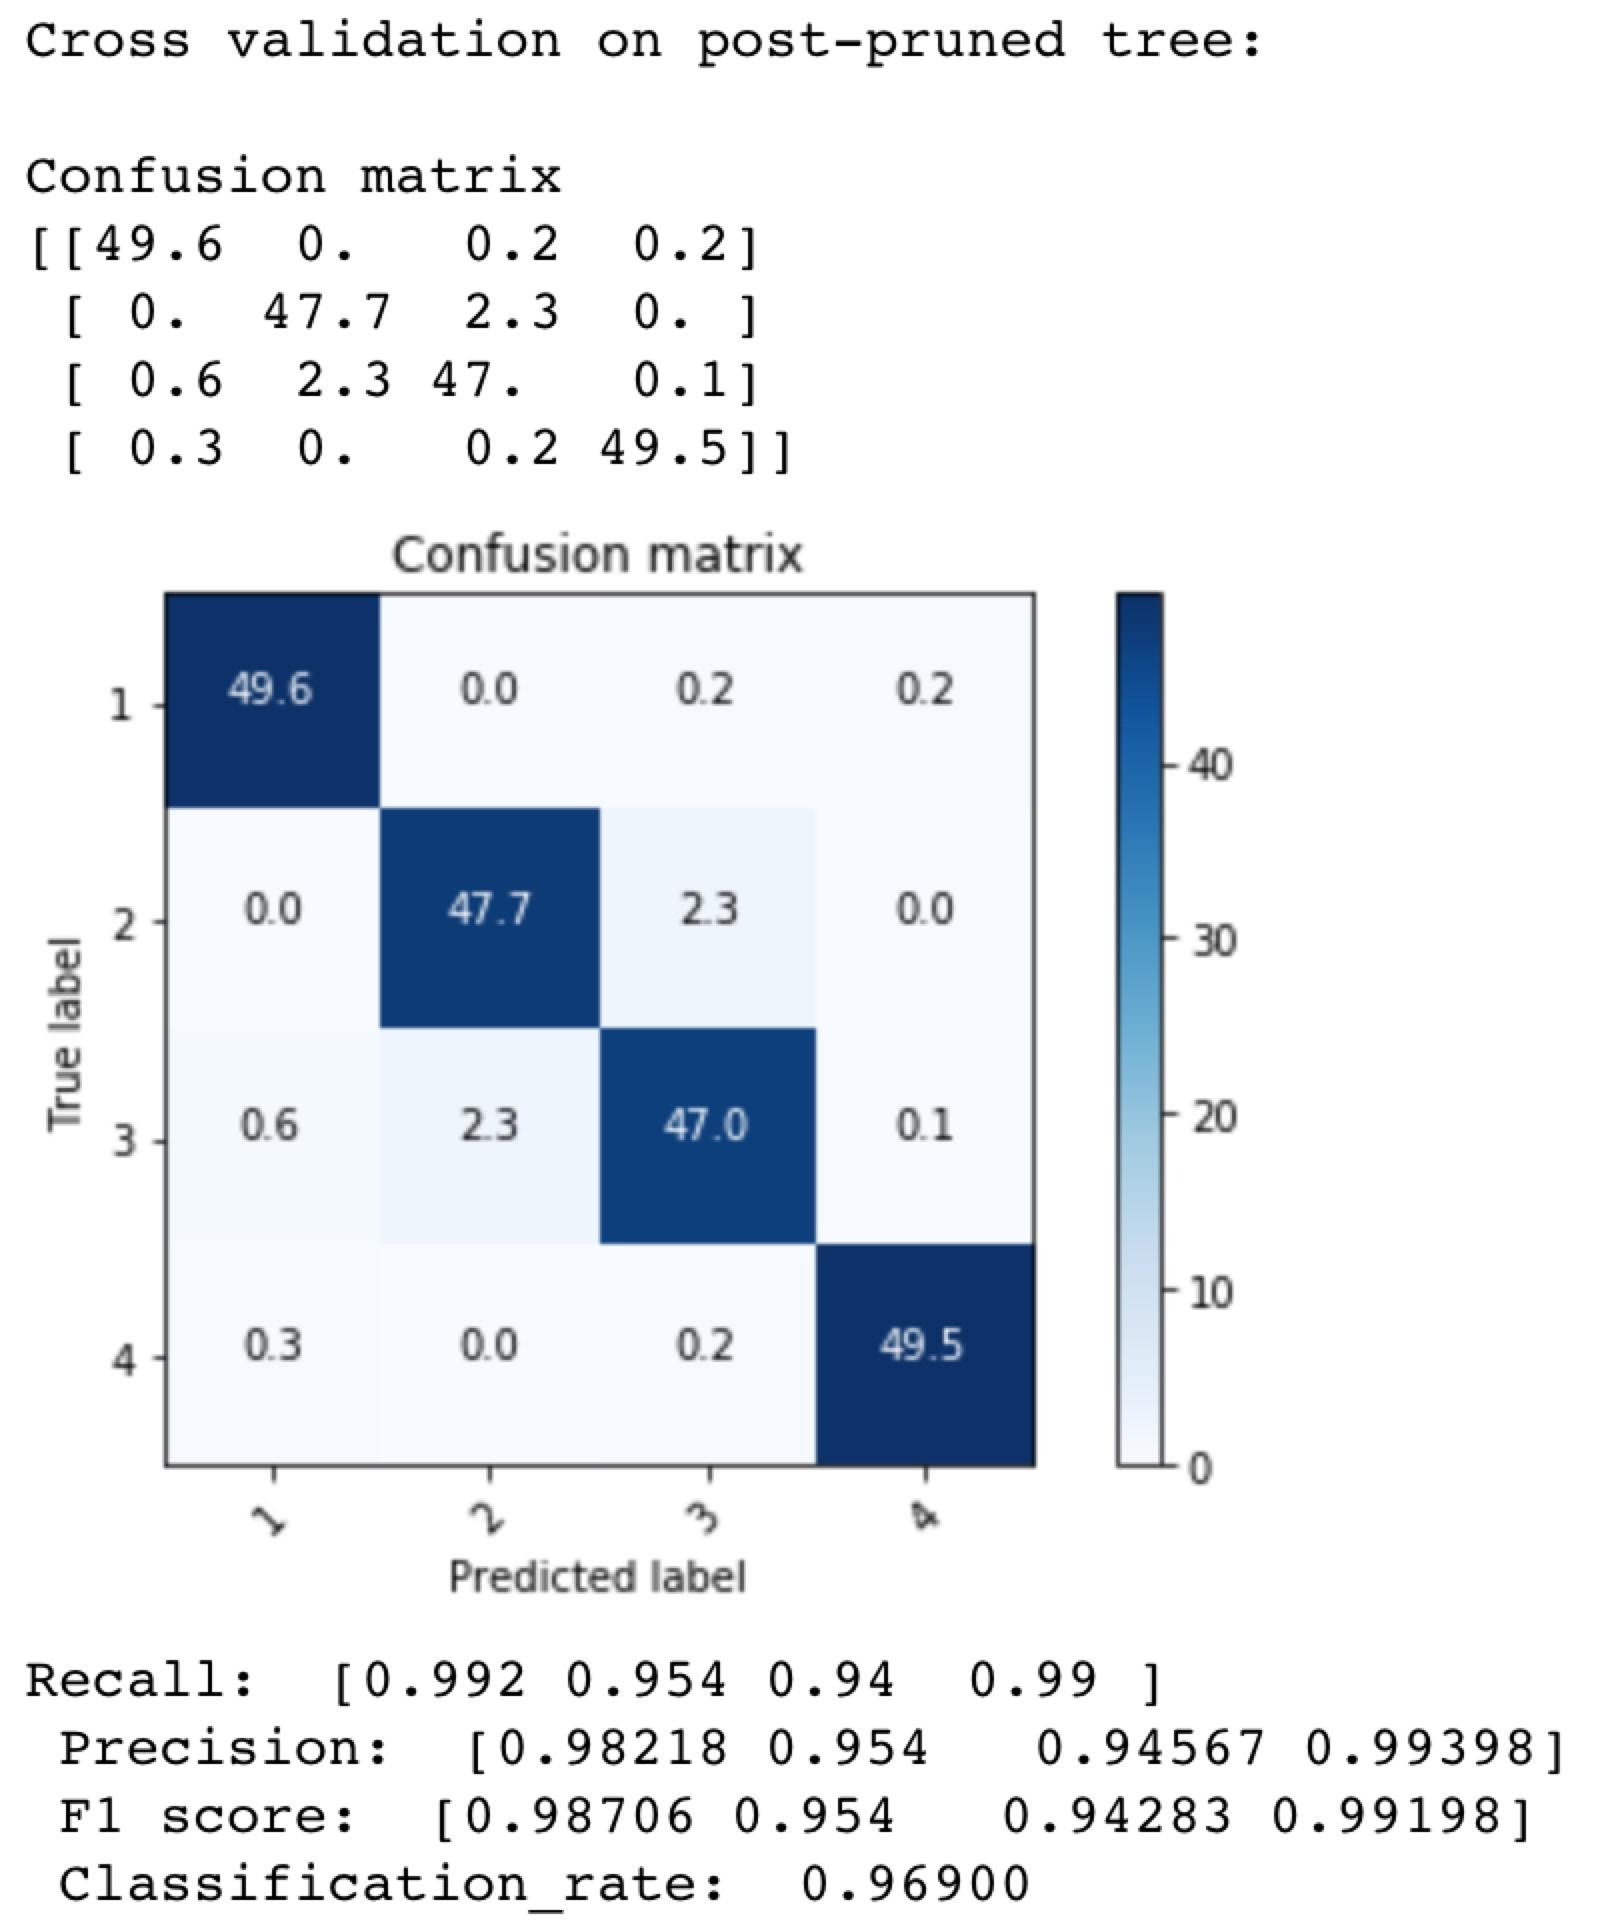 Cross validation on post-pruned tree:
Confusion matrix
[[49.6  0.   0.2  0.2]
 [ 0.  47.7  2.3  0. ]
 [ 0.6  2.3 47.   0.1]
 [ 0.3  0.   0.2 49.5]]
Confusion matrix
1 49.6 0.0 0.2 0.2
2 0.0 47.7 2.3 0.0
3 0.6 2.3 47.0 0.1
4 0.3 0.0 0.2 49.5
True label
1 2 3 4
Predicted label
40
30
20
10
0
Recall:  [0.992 0.954 0.94  0.99 ]
 Precision:  [0.98218 0.954   0.94567 0.99398]
 F1 score:  [0.98706 0.954   0.94283 0.99198]
 Classification_rate:  0.96900